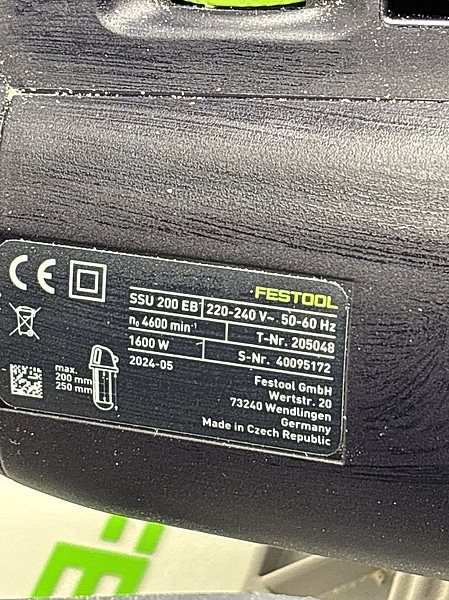 CE
FESTOOL
SSU 200 EB 220-240 V~ 50-60 Hz
n₀ 4600 min⁻¹ T-Nr. 205048
1600 W S-Nr. 40095172
2024-05
max.
200 mm
250 mm
Festool GmbH
Wertstr. 20
73240 Wendlingen
Germany
Made in Czech Republic